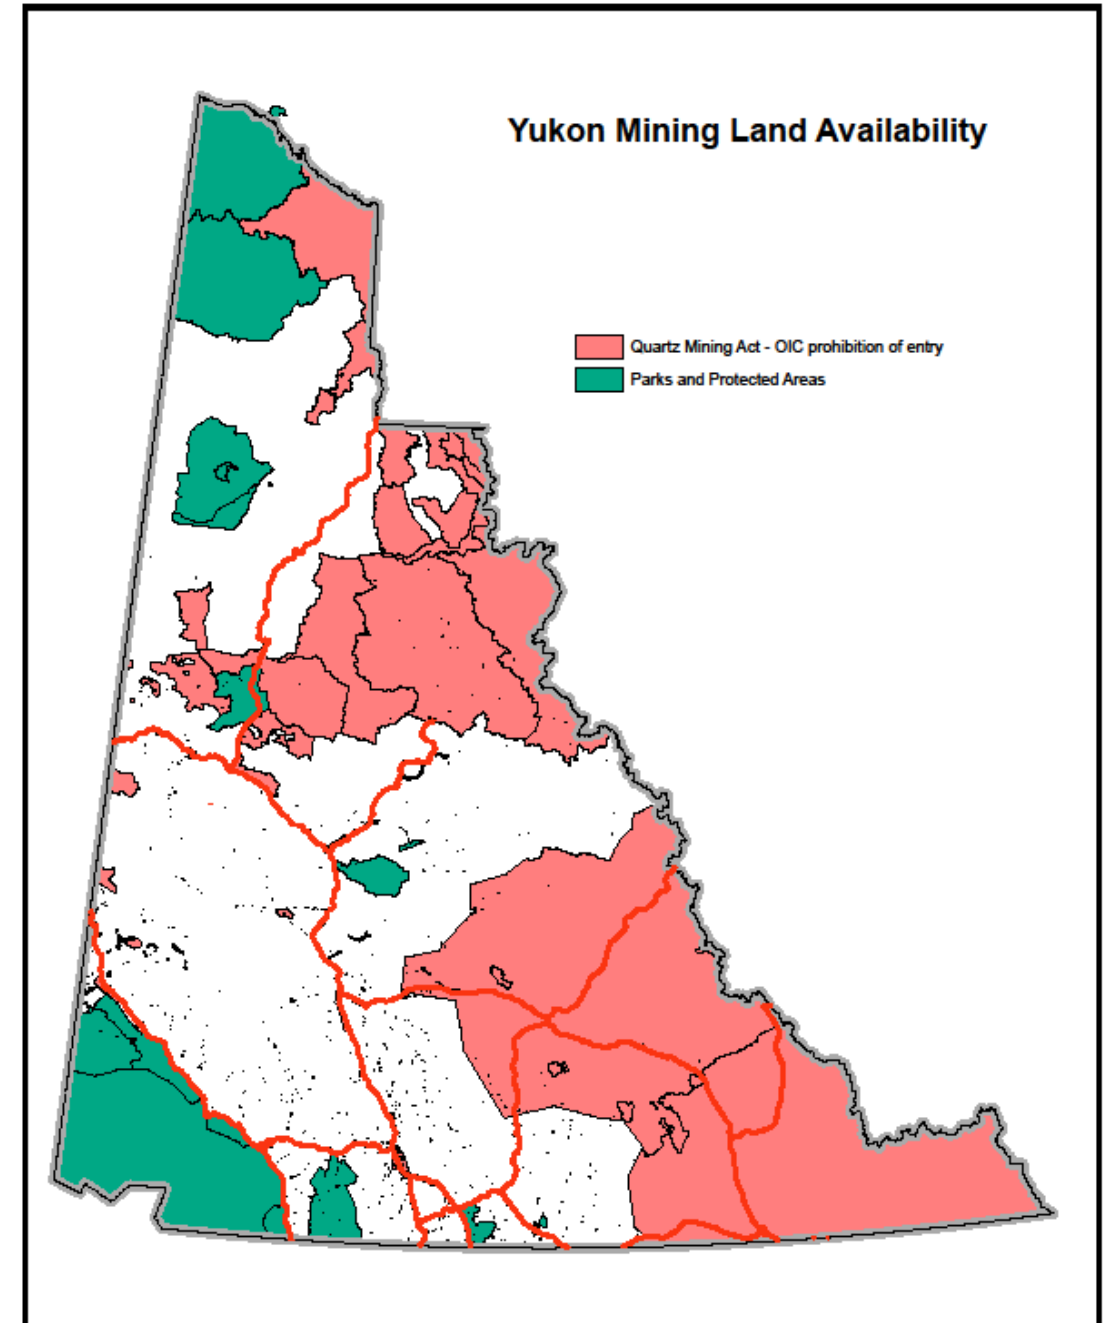 Yukon Mining Land Availability
Quartz Mining Act - OIC prohibition of entry
Parks and Protected Areas